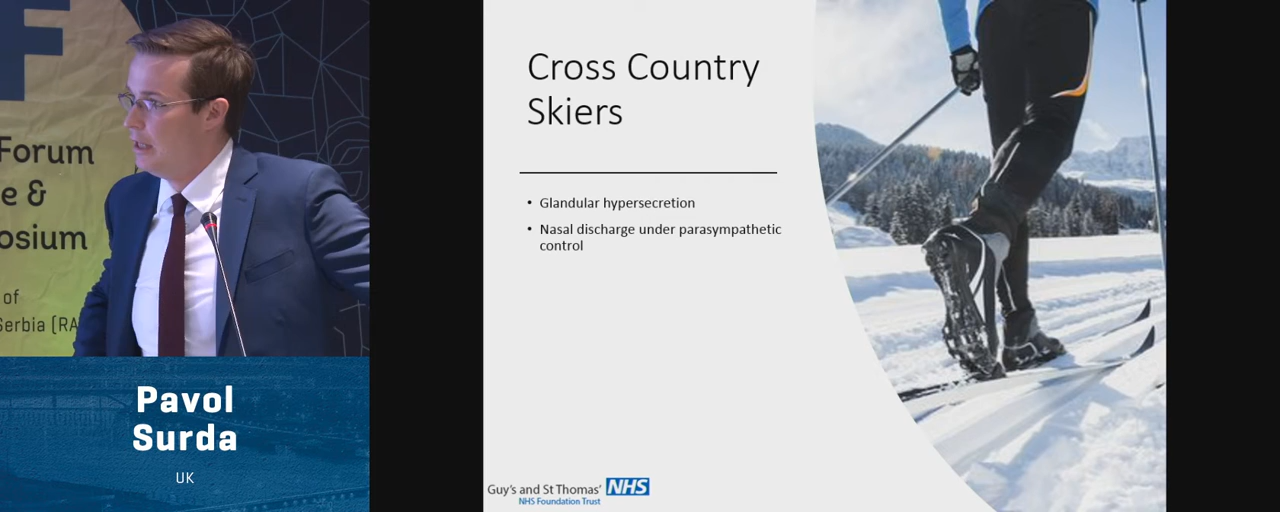 F
Forum
e &
osium
of
Serbia (RA
Pavol
Surda
UK
Cross Country
Skiers
• Glandular hypersecretion
• Nasal discharge under parasympathetic
control
Guy's and St Thomas' NHS
NHS Foundation Trust